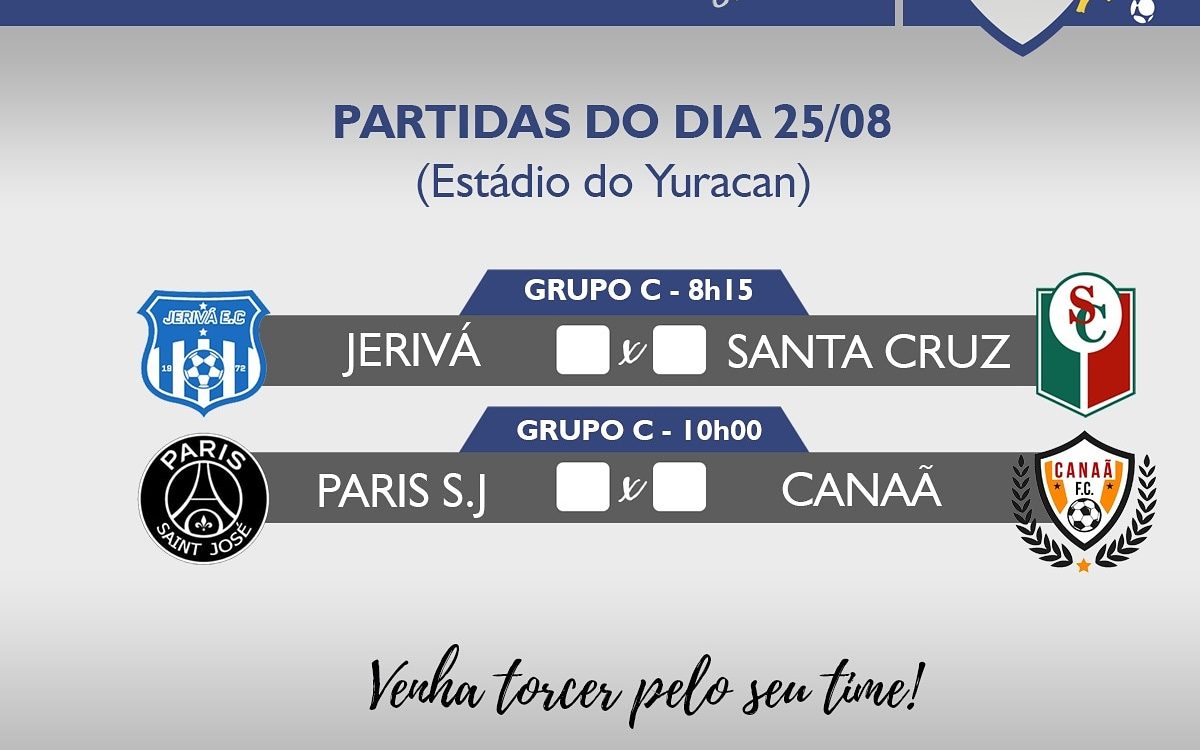 PARTIDAS DO DIA 25/08
(Estádio do Yuracan)
GRUPO C - 8h15
JERIVÁ E.C
19 72
JERIVÁ x SANTA CRUZ
SC
GRUPO C - 10h00
PARIS
SAINT JOSÉ
PARIS S.J x CANAÃ
CANAÃ
F.C.
Venha torcer pelo seu time!